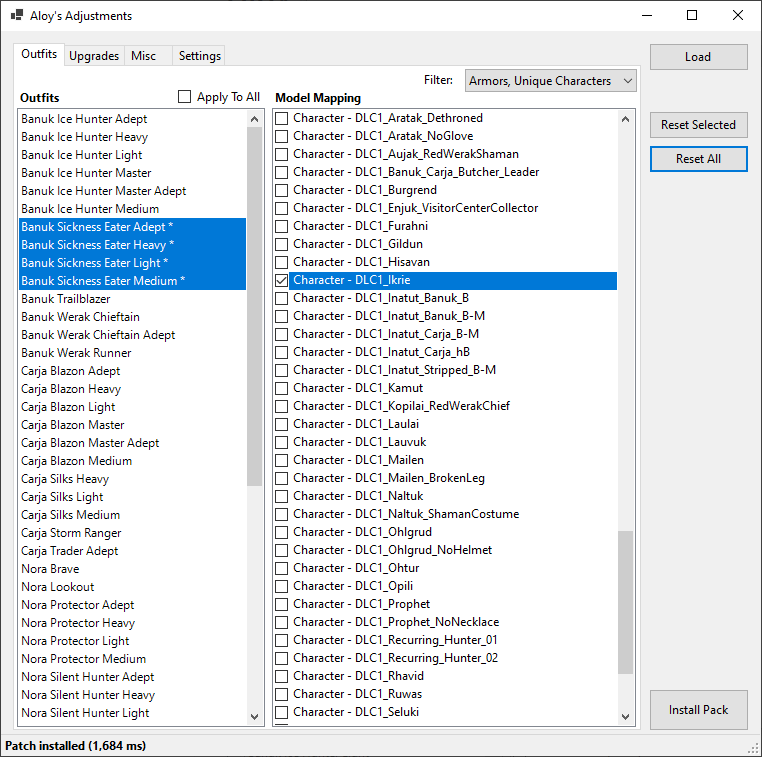 Aloy's Adjustments
Outfits
Upgrades
Misc
Settings
Load
Filter:
Armors, Unique Characters
Outfits
Apply To All
Model Mapping
Reset Selected
Reset All
Banuk Ice Hunter Adept
Banuk Ice Hunter Heavy
Banuk Ice Hunter Light
Banuk Ice Hunter Master
Banuk Ice Hunter Master Adept
Banuk Ice Hunter Medium
Banuk Sickness Eater Adept *
Banuk Sickness Eater Heavy *
Banuk Sickness Eater Light *
Banuk Sickness Eater Medium *
Banuk Trailblazer
Banuk Werak Chieftain
Banuk Werak Chieftain Adept
Banuk Werak Runner
Carja Blazon Adept
Carja Blazon Heavy
Carja Blazon Light
Carja Blazon Master
Carja Blazon Master Adept
Carja Blazon Medium
Carja Silks Heavy
Carja Silks Light
Carja Silks Medium
Carja Storm Ranger
Carja Trader Adept
Nora Brave
Nora Lookout
Nora Protector Adept
Nora Protector Heavy
Nora Protector Light
Nora Protector Medium
Nora Silent Hunter Adept
Nora Silent Hunter Heavy
Nora Silent Hunter Light
Character - DLC1_Aratak_Dethroned
Character - DLC1_Aratak_NoGlove
Character - DLC1_Aujak_RedWerakShaman
Character - DLC1_Banuk_Carja_Butcher_Leader
Character - DLC1_Burgrend
Character - DLC1_Enjuk_VisitorCenterCollector
Character - DLC1_Furahni
Character - DLC1_Gildun
Character - DLC1_Hisavan
Character - DLC1_Ikrie
Character - DLC1_Inatut_Banuk_B
Character - DLC1_Inatut_Banuk_B-M
Character - DLC1_Inatut_Carja_B-M
Character - DLC1_Inatut_Carja_hB
Character - DLC1_Inatut_Stripped_B-M
Character - DLC1_Kamut
Character - DLC1_Kopilai_RedWerakChief
Character - DLC1_Laulai
Character - DLC1_Lauvuk
Character - DLC1_Mailen
Character - DLC1_Mailen_BrokenLeg
Character - DLC1_Naltuk
Character - DLC1_Naltuk_ShamanCostume
Character - DLC1_Ohlgrud
Character - DLC1_Ohlgrud_NoHelmet
Character - DLC1_Ohtur
Character - DLC1_Opili
Character - DLC1_Prophet
Character - DLC1_Prophet_NoNecklace
Character - DLC1_Recurring_Hunter_01
Character - DLC1_Recurring_Hunter_02
Character - DLC1_Rhavid
Character - DLC1_Ruwas
Character - DLC1_Seluki
Install Pack
Patch installed (1,684 ms)